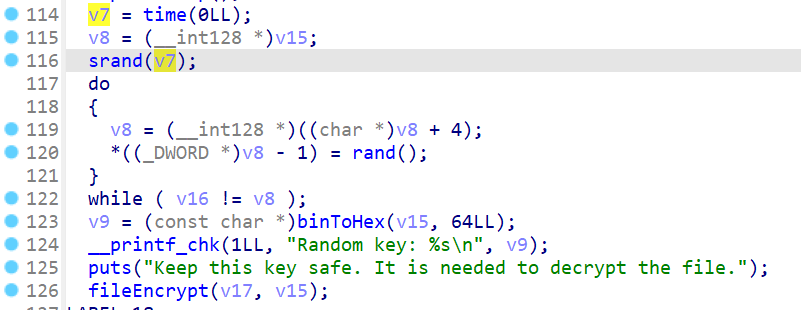 114 v7 = time(0LL);
115 v8 = (__int128 *)v15;
116 srand(v7);
117 do
118 {
119 v8 = (__int128 *)((char *)v8 + 4);
120 *((_DWORD *)v8 - 1) = rand();
121 }
122 while ( v16 != v8 );
123 v9 = (const char *)binToHex(v15, 64LL);
124 __printf_chk(1LL, "Random key: %s\n", v9);
125 puts("Keep this key safe. It is needed to decrypt the file.");
126 fileEncrypt(v17, v15);